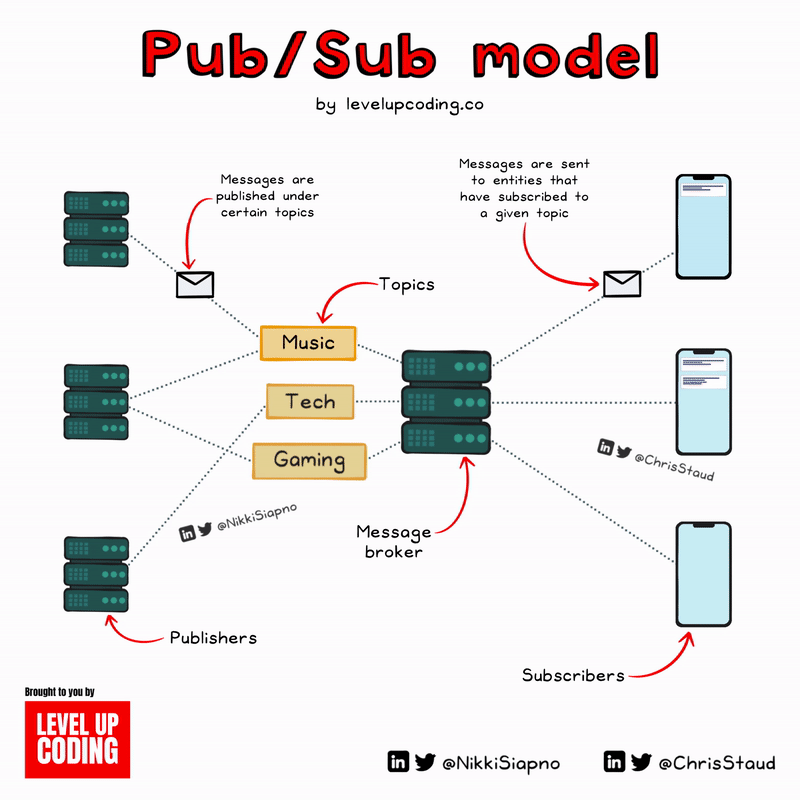 Pub/Sub model
by levelupcoding.co
Messages are
published under
certain topics
Messages are sent
to entities that
have subscribed to
a given topic
Topics
Music
Tech
Gaming
@ChrisStaud
@NikkiSiapno
Message
broker
Publishers
Subscribers
Brought to you by
LEVEL UP
CODING
@NikkiSiapno
@ChrisStaud